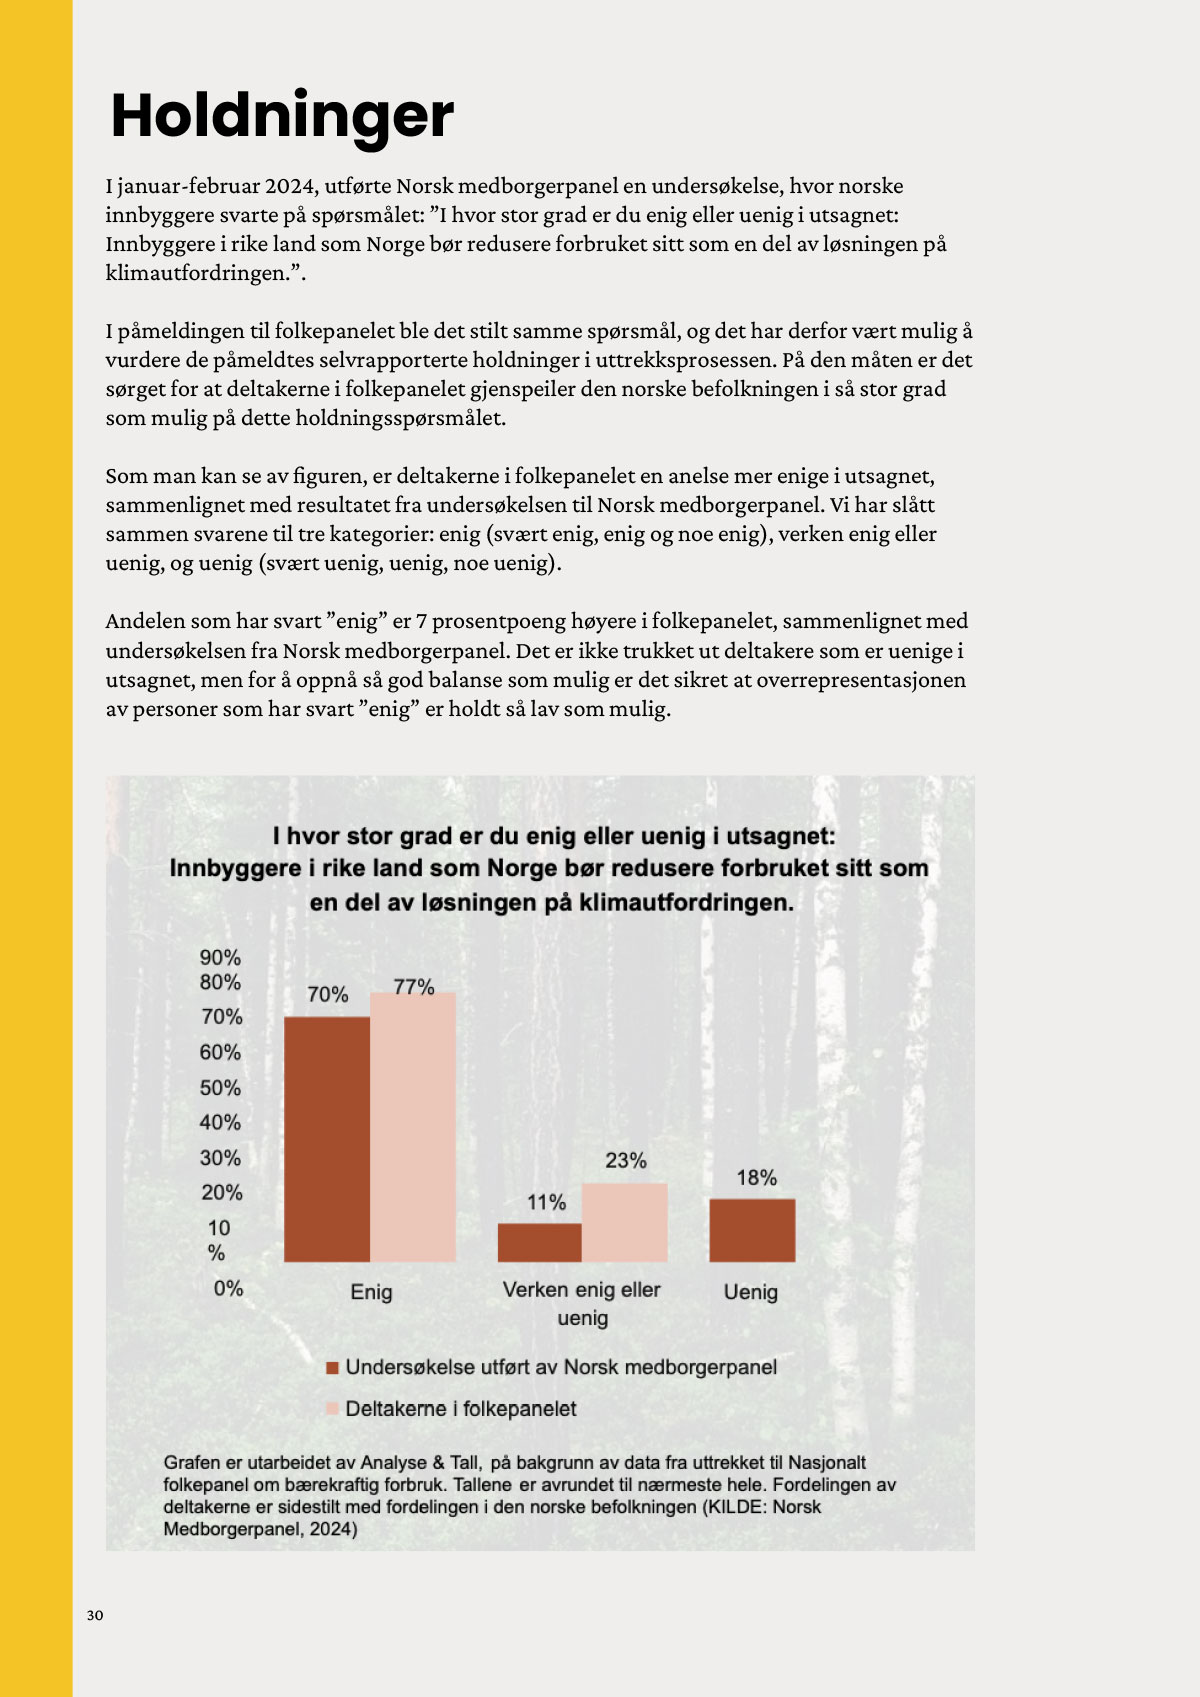 Holdninger
I januar-februar 2024, utførte Norsk medborgerpanel en undersøkelse, hvor norske
innbyggere svarte på spørsmålet: ”I hvor stor grad er du enig eller uenig i utsagnet:
Innbyggere i rike land som Norge bør redusere forbruket sitt som en del av løsningen på
klimautfordringen.”.
I påmeldingen til folkepanelet ble det stilt samme spørsmål, og det har derfor vært mulig å
vurdere de påmeldtes selvrapporterte holdninger i uttrekksprosessen. På den måten er det
sørget for at deltakerne i folkepanelet gjenspeiler den norske befolkningen i så stor grad
som mulig på dette holdningsspørsmålet.
Som man kan se av figuren, er deltakerne i folkepanelet en anelse mer enige i utsagnet,
sammenlignet med resultatet fra undersøkelsen til Norsk medborgerpanel. Vi har slått
sammen svarene til tre kategorier: enig (svært enig, enig og noe enig), verken enig eller
uenig, og uenig (svært uenig, uenig, noe uenig).
Andelen som har svart ”enig” er 7 prosentpoeng høyere i folkepanelet, sammenlignet med
undersøkelsen fra Norsk medborgerpanel. Det er ikke trukket ut deltakere som er uenige i
utsagnet, men for å oppnå så god balanse som mulig er det sikret at overrepresentasjonen
av personer som har svart ”enig” er holdt så lav som mulig.
I hvor stor grad er du enig eller uenig i utsagnet:
Innbyggere i rike land som Norge bør redusere forbruket sitt som
en del av løsningen på klimautfordringen.
90%
80%
70%
60%
50%
40%
30%
20%
10
%
0%
70%
77%
11%
23%
18%
Enig
Verken enig eller
uenig
Uenig
Undersøkelse utført av Norsk medborgerpanel
Deltakerne i folkepanelet
Grafen er utarbeidet av Analyse & Tall, på bakgrunn av data fra uttrekket til Nasjonalt
folkepanel om bærekraftig forbruk. Tallene er avrundet til nærmeste hele. Fordelingen av
deltakerne er sidestilt med fordelingen i den norske befolkningen (KILDE: Norsk
Medborgerpanel, 2024)
30